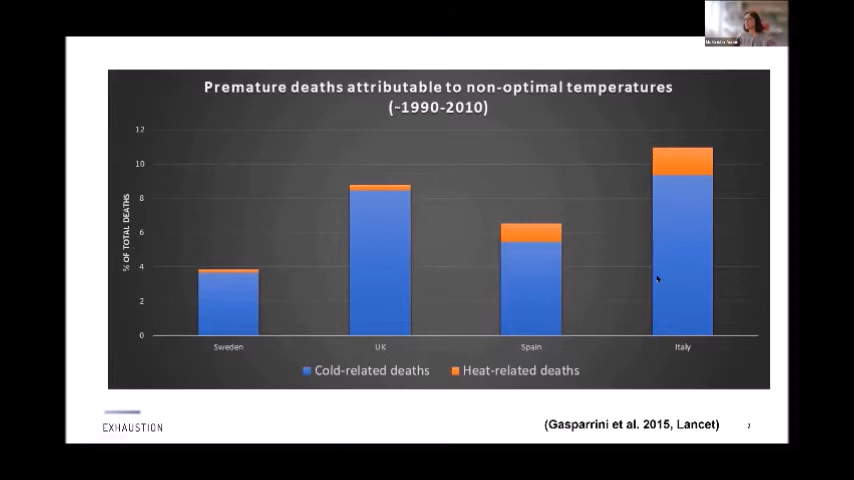 Premature deaths attributable to non-optimal temperatures
(~1990-2010)
% OF TOTAL DEATHS
12
10
8
6
4
2
0
Sweden
UK
Spain
Italy
Cold-related deaths
Heat-related deaths
EXHAUSTION
(Gasparrini et al. 2015, Lancet)
2